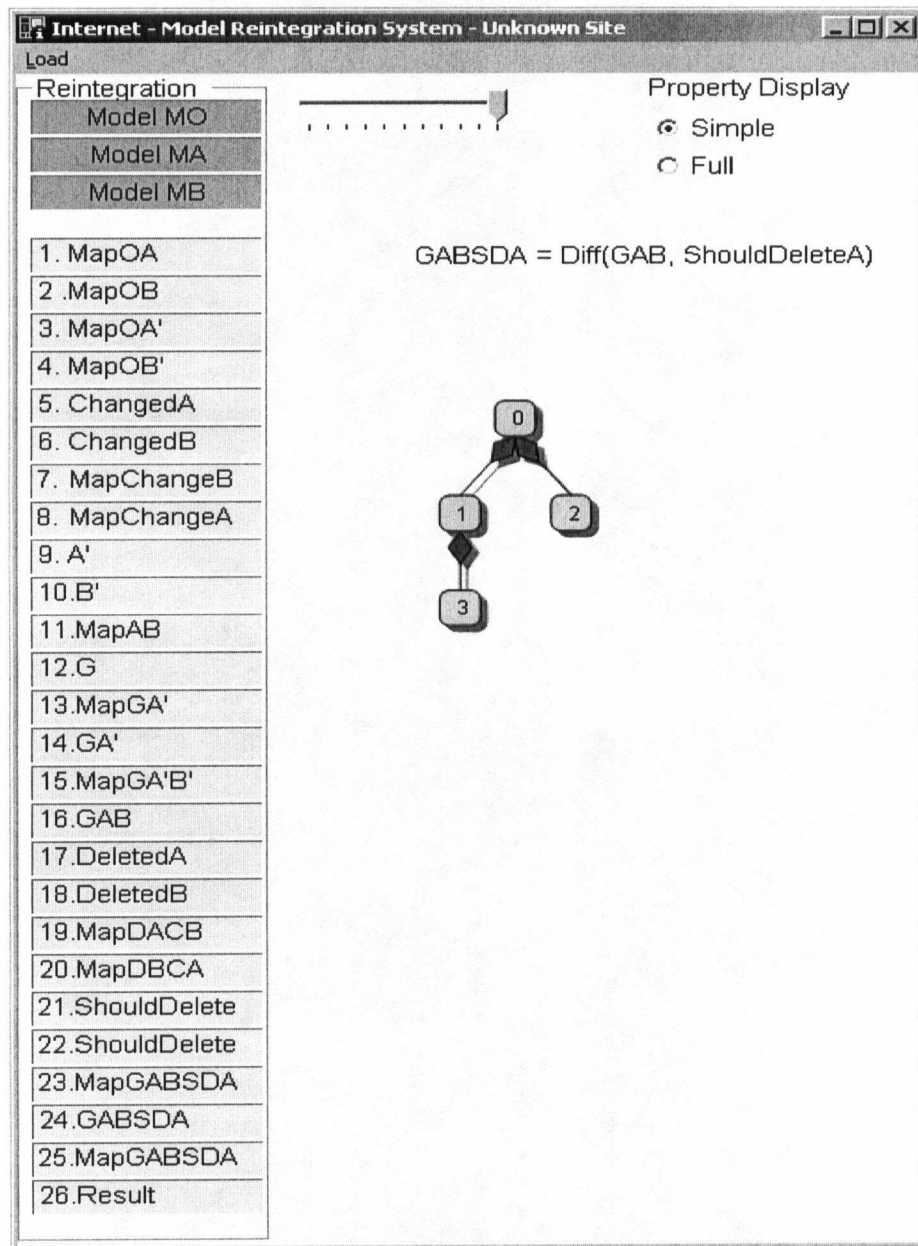 Internet - Model Reintegration System - Unknown Site
Load
Reintegration
Model MO
Model MA
Model MB
1. MapOA
2 .MapOB
3. MapOA'
4. MapOB'
5. ChangedA
6. ChangedB
7. MapChangeB
8. MapChangeA
9. A'
10.B'
11.MapAB
12.G
13.MapGA'
14.GA'
15.MapGA'B'
16.GAB
17.DeletedA
18.DeletedB
19.MapDACB
20.MapDBCA
21.ShouldDelete
22.ShouldDelete
23.MapGABSDA
24.GABSDA
25.MapGABSDA
26.Result
Property Display
Simple
Full
GABSDA = Diff(GAB, ShouldDeleteA)
0
1
2
3